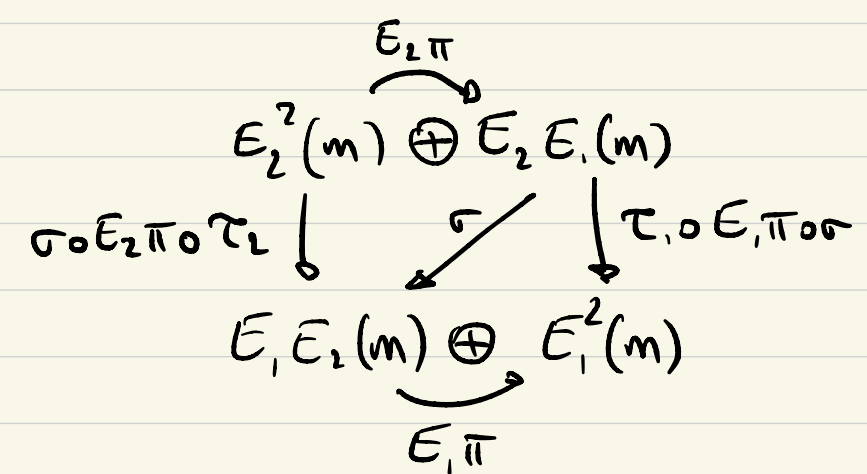 E₂π
E₂²(m) ⊕ E₂E₁(m)
σ∘E₂π∘τ₂ σ τ₁∘E₁π∘σ
E₁E₂(m) ⊕ E₁²(m)
E₁π